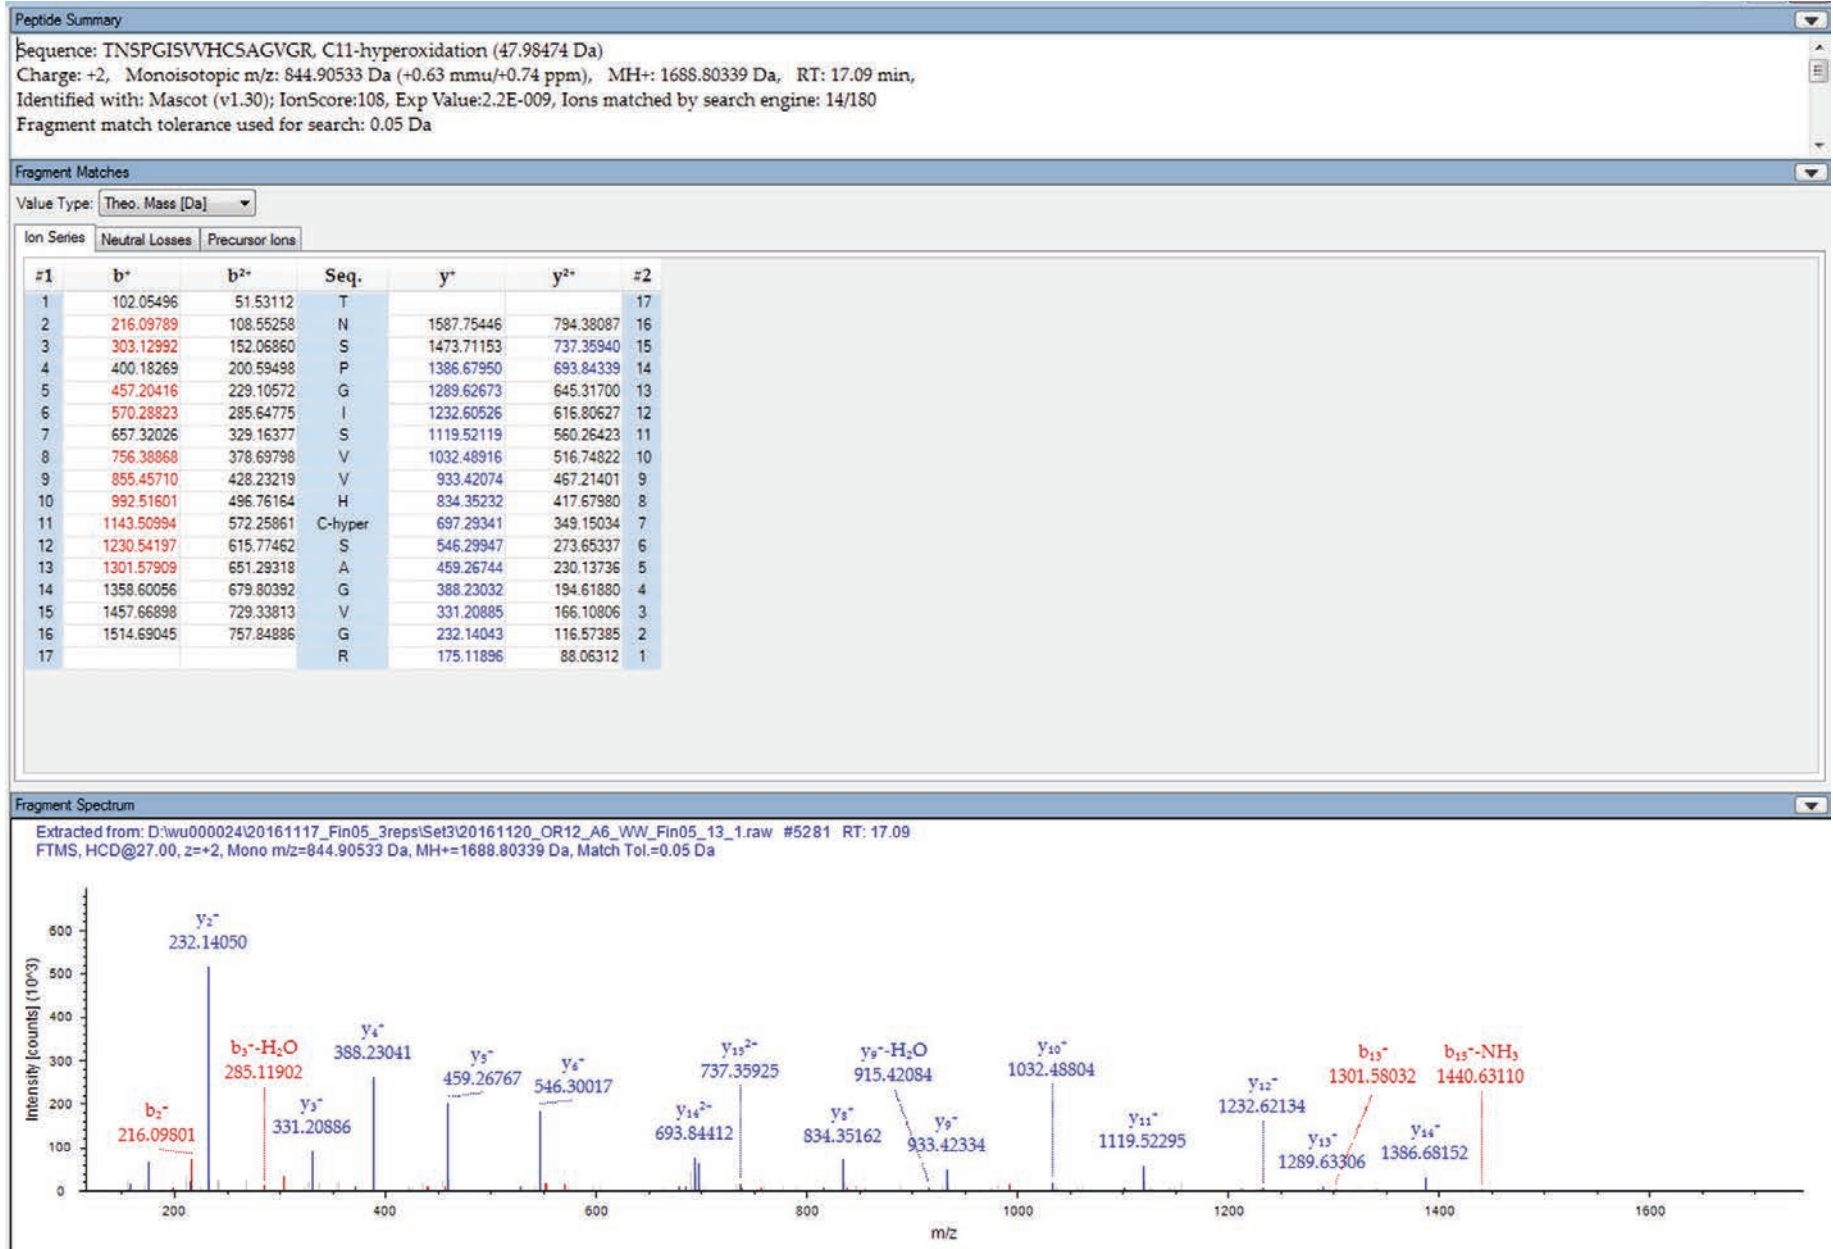 Peptide Summary
Sequence: TNSPGISVVHCSAGVGR, C11-hyperoxidation (47.98474 Da)
Charge: +2, Monoisotopic m/z: 844.90533 Da (+0.63 mmu/+0.74 ppm), MH+: 1688.80339 Da, RT: 17.09 min,
Identified with: Mascot (v1.30); IonScore:108, Exp Value:2.2E-009, Ions matched by search engine: 14/180
Fragment match tolerance used for search: 0.05 Da
Fragment Matches
Value Type: Theo. Mass [Da]
Ion Series Neutral Losses Precursor Ions
#1 b⁺ b²⁺ Seq. y⁺ y²⁺ #2
1 102.05496 51.53112 T 17
2 216.09789 108.55258 N 1587.75446 794.38087 16
3 303.12992 152.06860 S 1473.71153 737.35940 15
4 400.18269 200.59498 P 1386.67950 693.84339 14
5 457.20416 229.10572 G 1289.62673 645.31700 13
6 570.28823 285.64775 I 1232.60526 616.80627 12
7 657.32026 329.16377 S 1119.52119 560.26423 11
8 756.38868 378.69798 V 1032.48916 516.74822 10
9 855.45710 428.23219 V 933.42074 467.21401 9
10 992.51601 496.76164 H 834.35232 417.67980 8
11 1143.50994 572.25861 C-hyper 697.29341 349.15034 7
12 1230.54197 615.77462 S 546.29947 273.65337 6
13 1301.57909 651.29318 A 459.26744 230.13736 5
14 1358.60056 679.80392 G 388.23032 194.61880 4
15 1457.66898 729.33813 V 331.20885 166.10806 3
16 1514.69045 757.84886 G 232.14043 116.57385 2
17 R 175.11896 88.06312 1
Fragment Spectrum
Extracted from: D:\wu000024\20161117_Fin05_3reps\Set3\20161120_OR12_A6_WW_Fin05_13_1.raw #5281 RT: 17.09
FTMS, HCD@27.00, z=+2, Mono m/z=844.90533 Da, MH+=1688.80339 Da, Match Tol.=0.05 Da
Intensity [counts] (10^3)
600
500
400
300
200
100
0
y₂⁺
232.14050
b₂⁺
216.09801
b₃⁺-H₂O
285.11902
y₃⁺
331.20886
y₄⁺
388.23041
y₅⁺
459.26767
y₆⁺
546.30017
y₁₄²⁺
693.84412
y₁₅²⁺
737.35925
y₈⁺
834.35162
y₉⁺-H₂O
915.42084
y₉⁺
933.42334
y₁₀⁺
1032.48804
y₁₁⁺
1119.52295
y₁₂⁺
1232.62134
y₁₃⁺
1289.63306
b₁₃⁺
1301.58032
y₁₄⁺
1386.68152
b₁₅⁺-NH₃
1440.63110
200 400 600 800 1000 1200 1400 1600
m/z